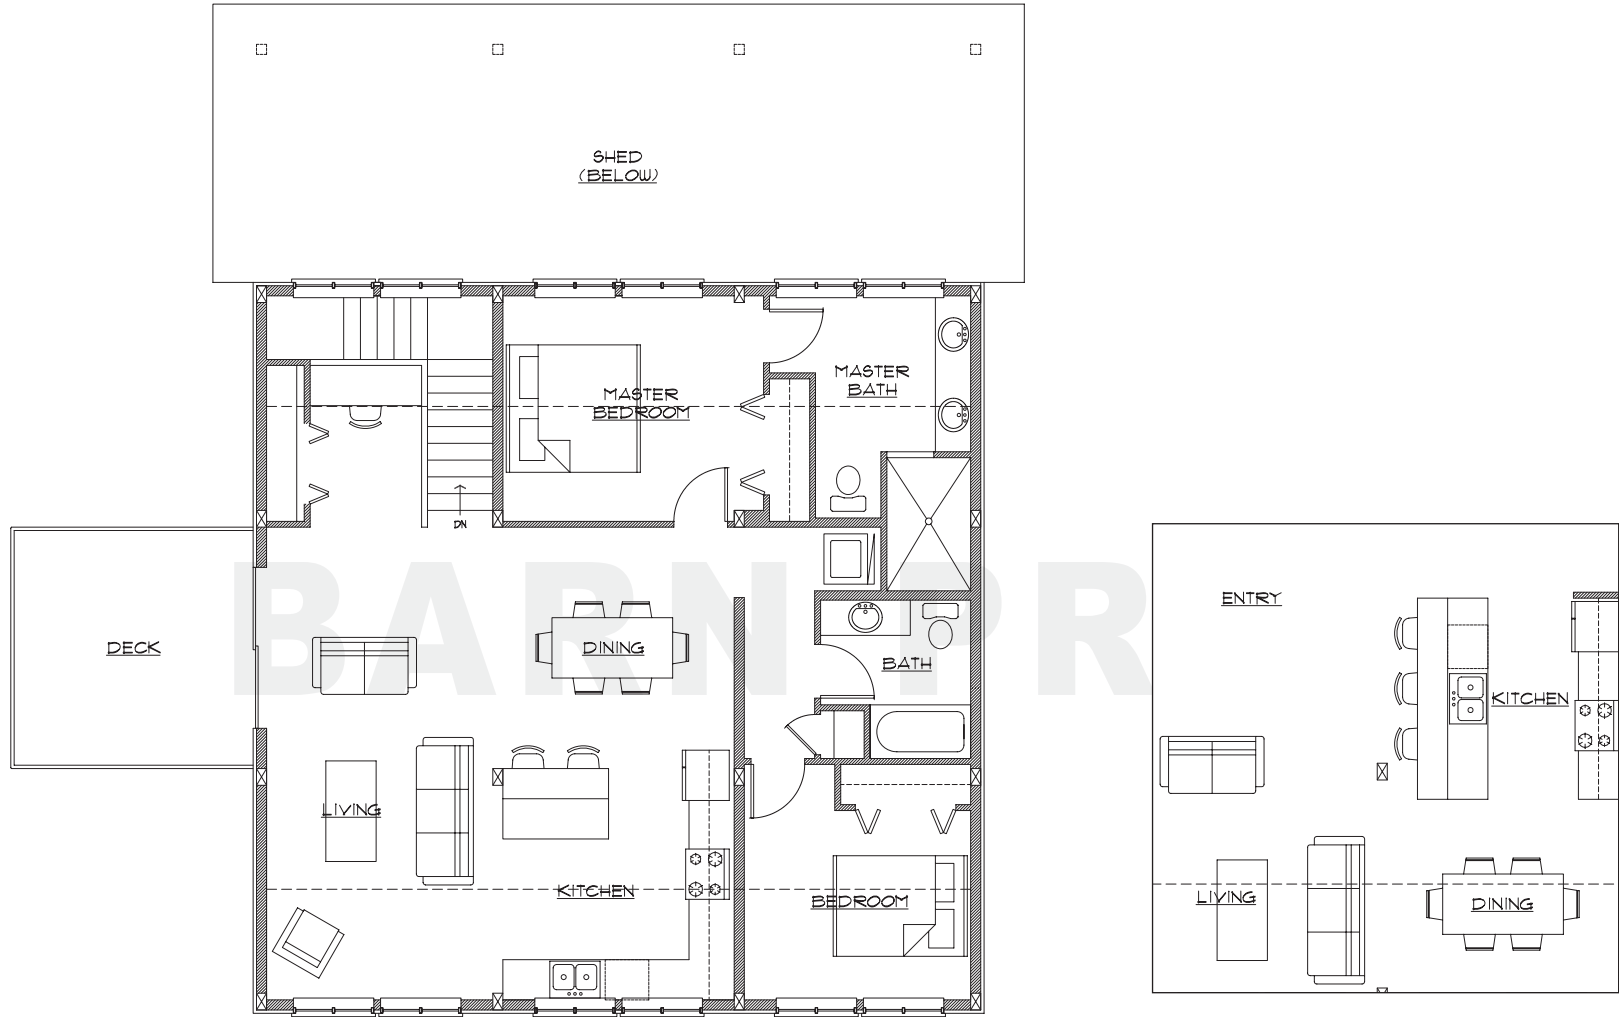 SHED
(BELOW)
MASTER
BATH
MASTER
BEDROOM
DN
BARN PR
ENTRY
DECK
DINING
BATH
KITCHEN
LIVING
KITCHEN
BEDROOM
LIVING
DINING